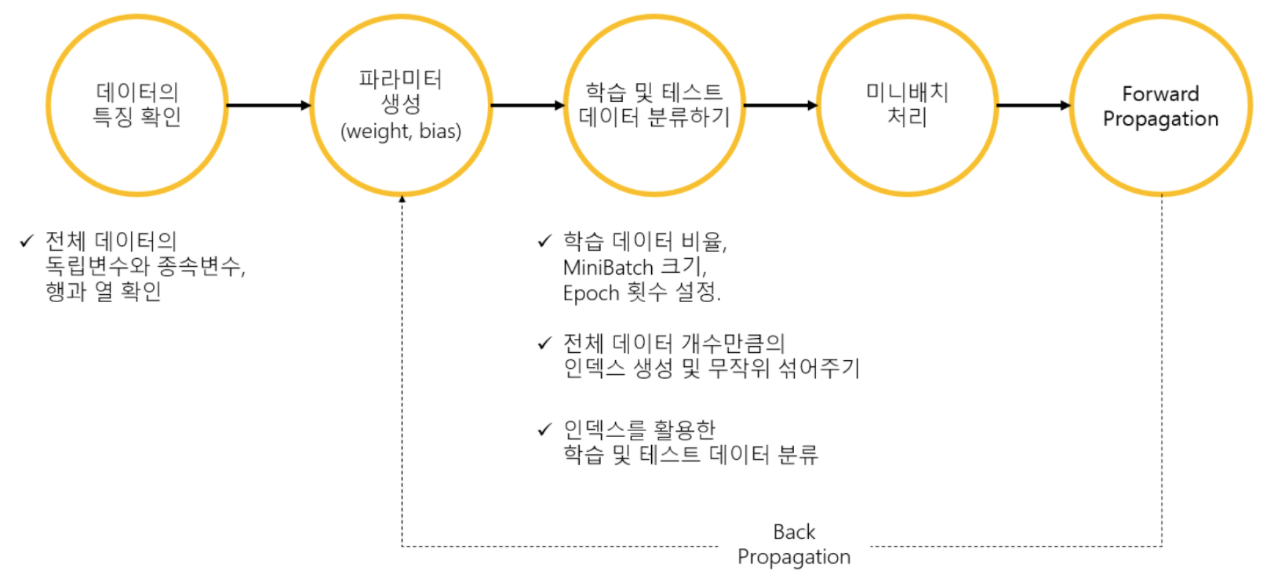 데이터의
특징 확인
파라미터
생성
(weight, bias)
학습 및 테스트
데이터 분류하기
미니배치
처리
Forward
Propagation
✓ 전체 데이터의
독립변수와 종속변수,
행과 열 확인
✓ 학습 데이터 비율,
MiniBatch 크기,
Epoch 횟수 설정.
✓ 전체 데이터 개수만큼의
인덱스 생성 및 무작위 섞어주기
✓ 인덱스를 활용한
학습 및 테스트 데이터 분류
Back
Propagation